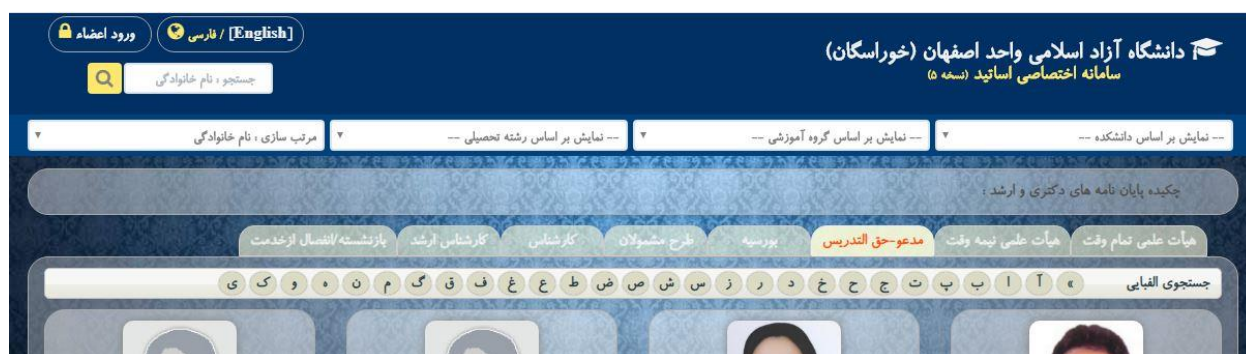 دانشگاه آزاد اسلامی واحد اصفهان (خوراسگان)
سامانه اختصاصی اساتید (نسخه ۵)
[English] / فارسی
ورود اعضاء
جستجو ، نام خانوادگی
-- نمایش بر اساس دانشکده --
-- نمایش بر اساس گروه آموزشی --
-- نمایش بر اساس رشته تحصیلی --
مرتب سازی ، نام خانوادگی
چکیده پایان نامه های دکتری و ارشد :
هیأت علمی تمام وقت
هیأت علمی نیمه وقت
مدعو-حق التدریس
بورسیه
طرح مشمولان
کارشناس
کارشناس ارشد
بازنشسته/انفصال ازخدمت
جستجوی الفبایی » آ ا ب پ ت ج ح خ د ر ز س ش ص ض ط ع غ ف ق گ م ن ه و ک ی